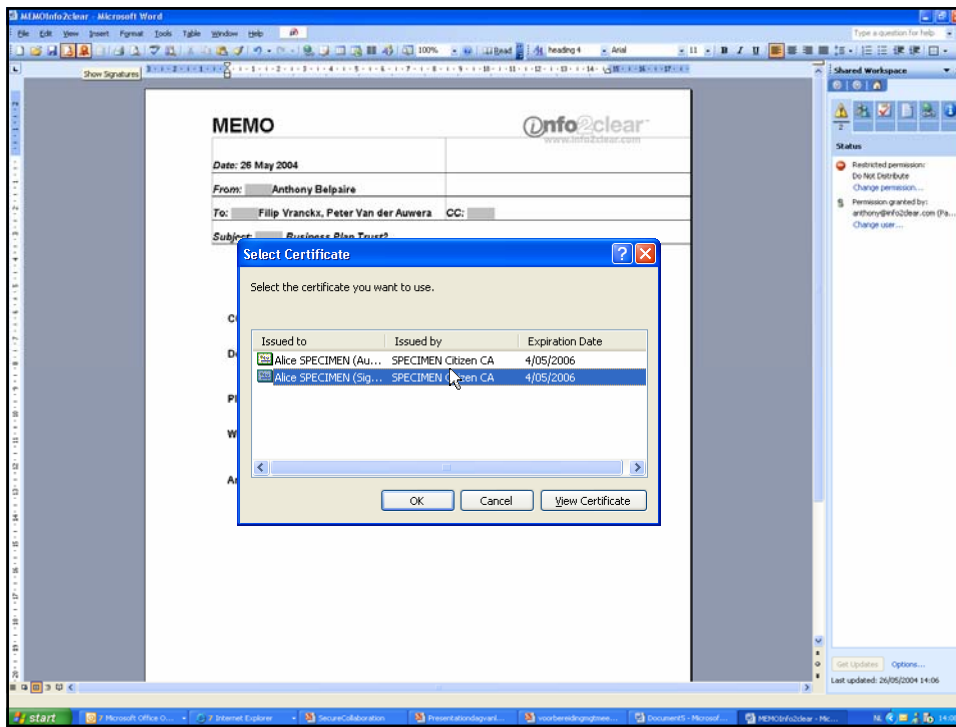 MEMOInfo2clear - Microsoft Word
File Edit View Insert Format Tools Table Window Help
Type a question for help
100% Read heading 4 Arial 11 B I U
Show Signatures
Shared Workspace
2
Status
Restricted permission:
Do Not Distribute
Change permission...
Permission granted by:
anthony@info2clear.com (Pa...
Change user...
MEMO
info2clear
www.info2clear.com
Date: 26 May 2004
From: Anthony Belpaire
To: Filip Vranckx, Peter Van der Auwera CC:
Subject: Business Plan Trust2
Select Certificate
Select the certificate you want to use.
Issued to Issued by Expiration Date
Alice SPECIMEN (Au... SPECIMEN Citizen CA 4/05/2006
Alice SPECIMEN (Sig... SPECIMEN Citizen CA 4/05/2006
OK Cancel View Certificate
Get Updates Options...
Last updated: 26/05/2004 14:06
start 7 Microsoft Office O... 7 Internet Explorer SecureCollaboration Presentationdagvanl... voorbereidingmgtmee... Document5 - Microsof... MEMOInfo2clear - Mic... NL